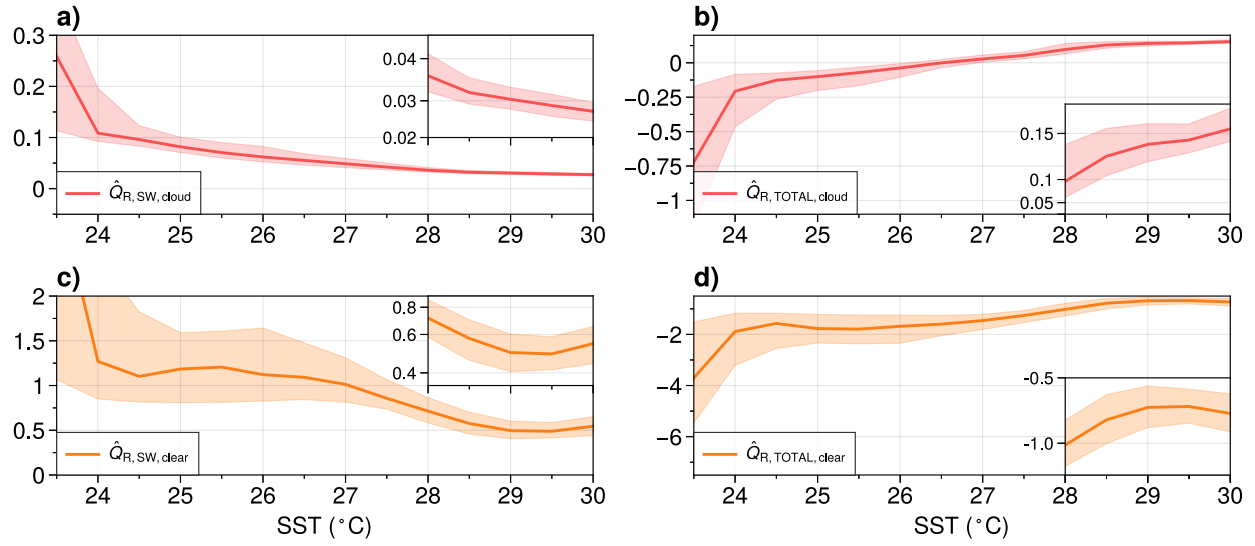 a)
0.3
0.2
0.1
0
0.04
0.03
0.02
Q̂R, SW, cloud
24 25 26 27 28 29 30
b)
0
−0.25
−0.5
−0.75
−1
0.15
0.1
0.05
Q̂R, TOTAL, cloud
24 25 26 27 28 29 30
c)
2
1.5
1
0.5
0
0.8
0.6
0.4
Q̂R, SW, clear
24 25 26 27 28 29 30
SST (°C)
d)
−2
−4
−6
-0.5
-1.0
Q̂R, TOTAL, clear
24 25 26 27 28 29 30
SST (°C)